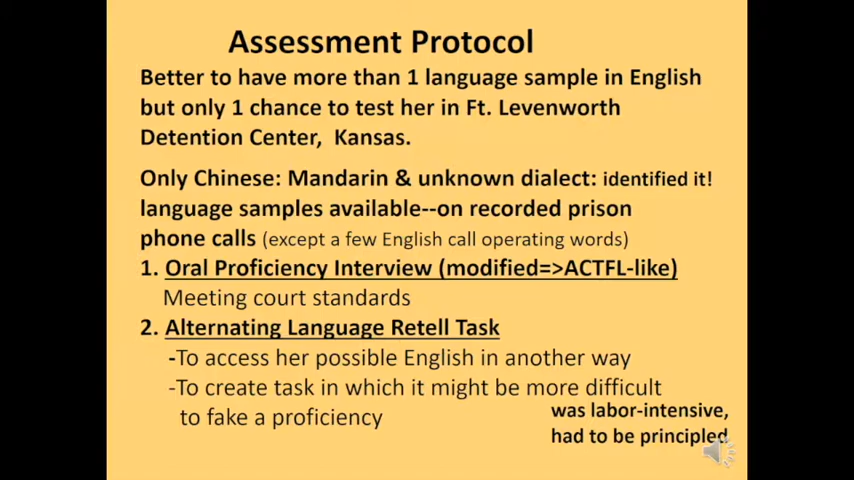 Assessment Protocol
Better to have more than 1 language sample in English
but only 1 chance to test her in Ft. Levenworth
Detention Center, Kansas.
Only Chinese: Mandarin & unknown dialect: identified it!
language samples available--on recorded prison
phone calls (except a few English call operating words)
1. Oral Proficiency Interview (modified=>ACTFL-like)
Meeting court standards
2. Alternating Language Retell Task
-To access her possible English in another way
-To create task in which it might be more difficult
to fake a proficiency
was labor-intensive,
had to be principled